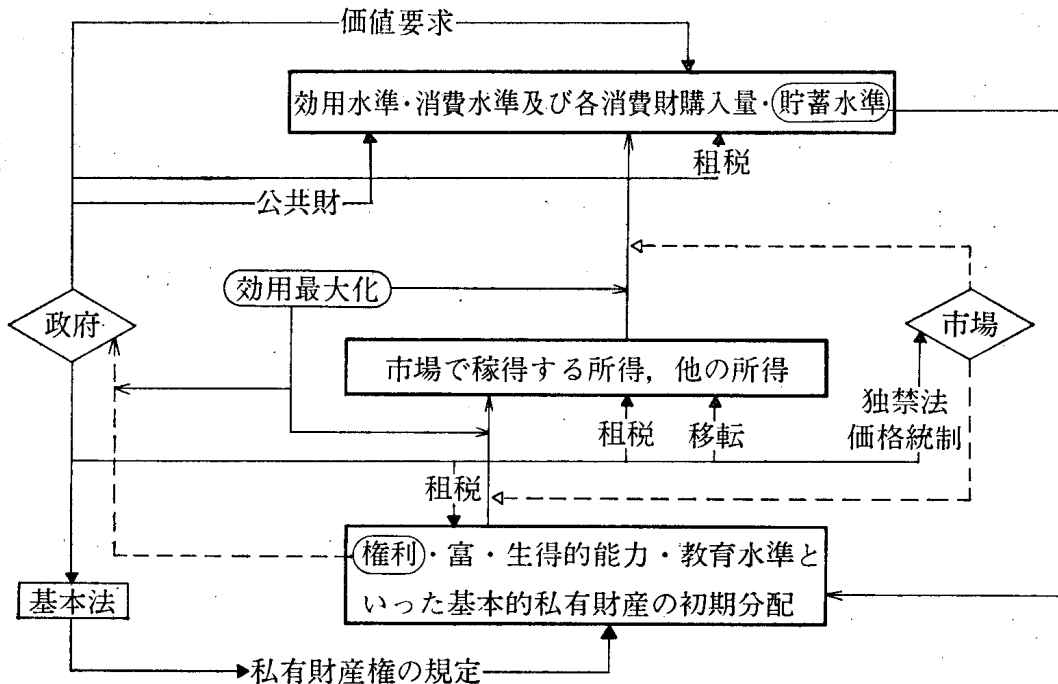 価値要求
効用水準・消費水準及び各消費財購入量・貯蓄水準
租税
公共財
効用最大化
政府
市場
市場で稼得する所得，他の所得
独禁法
価格統制
租税
移転
租税
権利・富・生得的能力・教育水準と
いった基本的私有財産の初期分配
基本法
私有財産権の規定